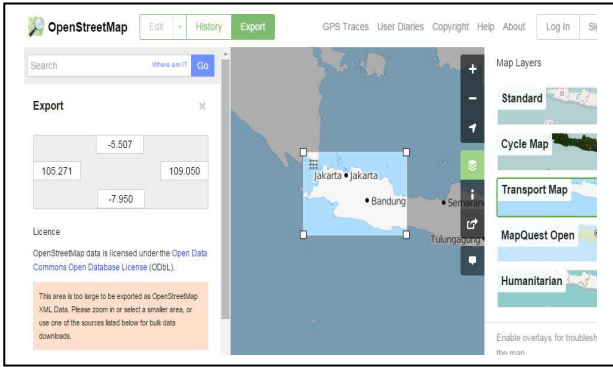 OpenStreetMap Edit History Export GPS Traces User Diaries Copyright Help About Log In
Search Where am I? Go
Export ×
-5.507
105.271 109.050
-7.950
Licence
OpenStreetMap data is licensed under the Open Data
Commons Open Database License (ODbL).
This area is too large to be exported as OpenStreetMap
XML Data. Please zoom in or select a smaller area, or
use one of the sources listed below for bulk data
downloads.
Jakarta Jakarta
Bandung
Semarang
Tulungagung
Map Layers
Standard
Cycle Map
Transport Map
MapQuest Open
Humanitarian
Enable overlays for troublesh
the map